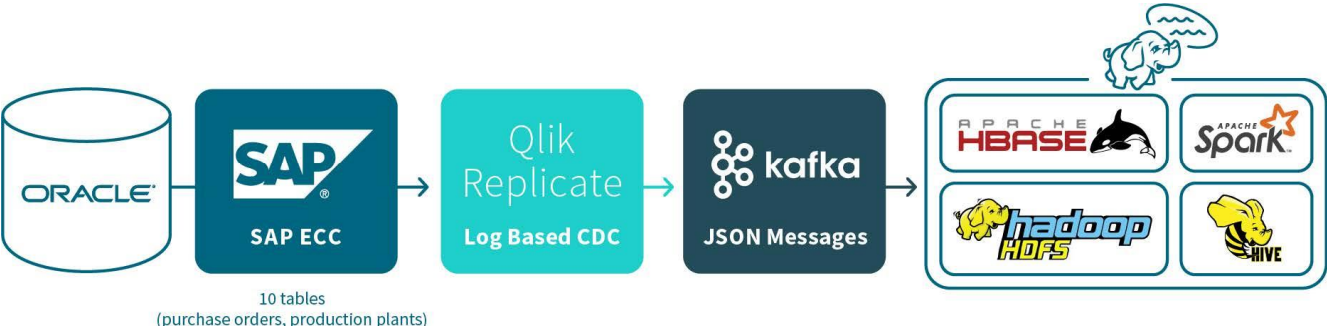 ORACLE®
SAP®
SAP ECC
10 tables
(purchase orders, production plants)
Qlik
Replicate
Log Based CDC
kafka
JSON Messages
APACHE
HBASE
APACHE
Spark™
hadoop
HDFS
HIVE